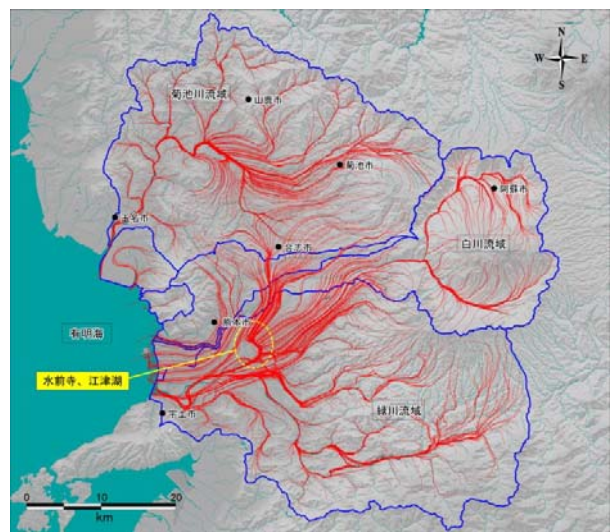 N
W E
S
菊池川流域
山鹿市
菊池市
阿蘇市
玉名市
合志市
白川流域
有明海
熊本市
水前寺、江津湖
緑川流域
宇土市
0 10 20
km